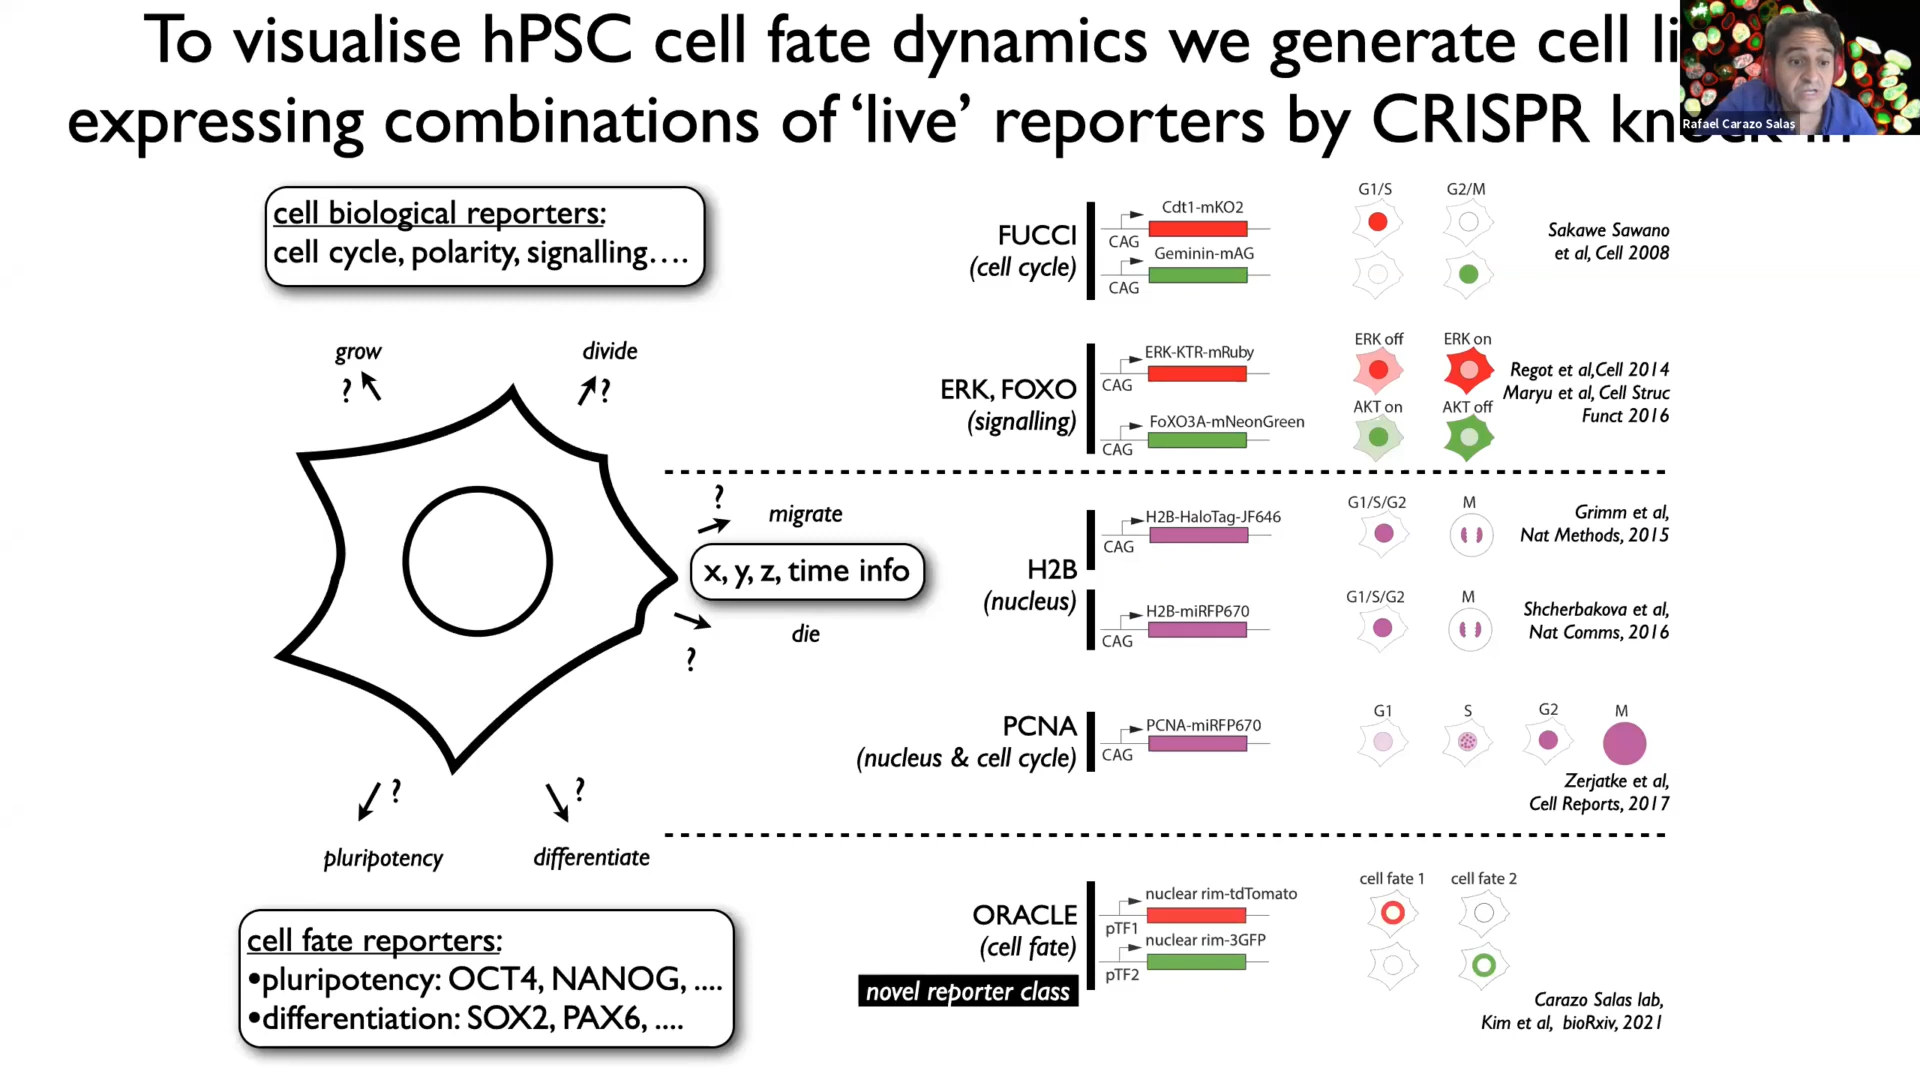 To visualise hPSC cell fate dynamics we generate cell li
expressing combinations of ‘live’ reporters by CRISPR knock-in
Rafael Carazo Salas
cell biological reporters:
cell cycle, polarity, signalling….
grow
?
divide
?
?
migrate
x, y, z, time info
die
?
?
pluripotency
?
differentiate
cell fate reporters:
•pluripotency: OCT4, NANOG, ....
•differentiation: SOX2, PAX6, ....
FUCCI
(cell cycle)
Cdt1-mKO2
CAG
Geminin-mAG
CAG
G1/S
G2/M
Sakawe Sawano
et al, Cell 2008
ERK, FOXO
(signalling)
ERK-KTR-mRuby
CAG
FoXO3A-mNeonGreen
CAG
ERK off
ERK on
AKT on
AKT off
Regot et al,Cell 2014
Maryu et al, Cell Struc
Funct 2016
H2B
(nucleus)
H2B-HaloTag-JF646
CAG
G1/S/G2
M
Grimm et al,
Nat Methods, 2015
H2B-miRFP670
CAG
G1/S/G2
M
Shcherbakova et al,
Nat Comms, 2016
PCNA
(nucleus & cell cycle)
PCNA-miRFP670
CAG
G1
S
G2
M
Zerjatke et al,
Cell Reports, 2017
ORACLE
(cell fate)
novel reporter class
nuclear rim-tdTomato
pTF1
nuclear rim-3GFP
pTF2
cell fate 1
cell fate 2
Carazo Salas lab,
Kim et al, bioRxiv, 2021